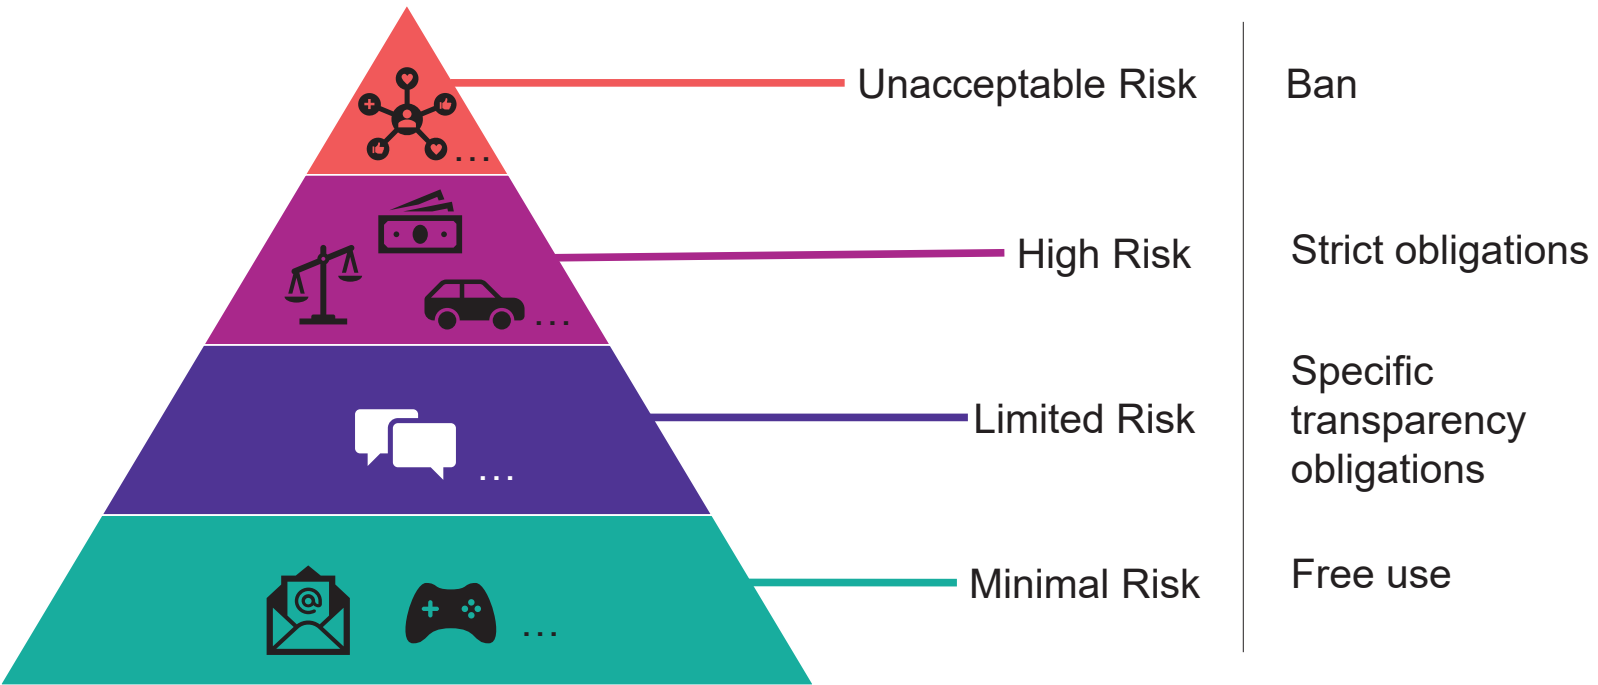 Unacceptable Risk
Ban
...
High Risk
Strict obligations
...
Limited Risk
Specific
transparency
obligations
...
Minimal Risk
Free use
@
...